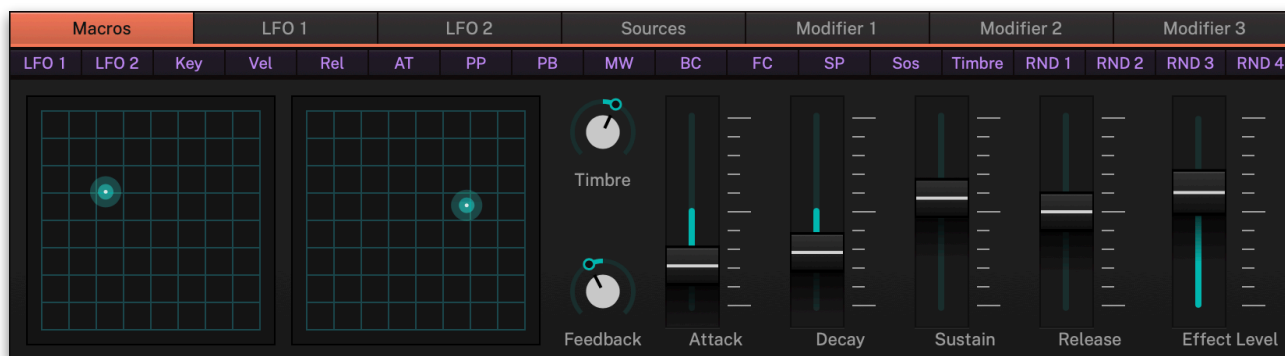 Macros LFO 1 LFO 2 Sources Modifier 1 Modifier 2 Modifier 3
LFO 1 LFO 2 Key Vel Rel AT PP PB MW BC FC SP Sos Timbre RND 1 RND 2 RND 3 RND 4
Timbre
Feedback Attack Decay Sustain Release Effect Level